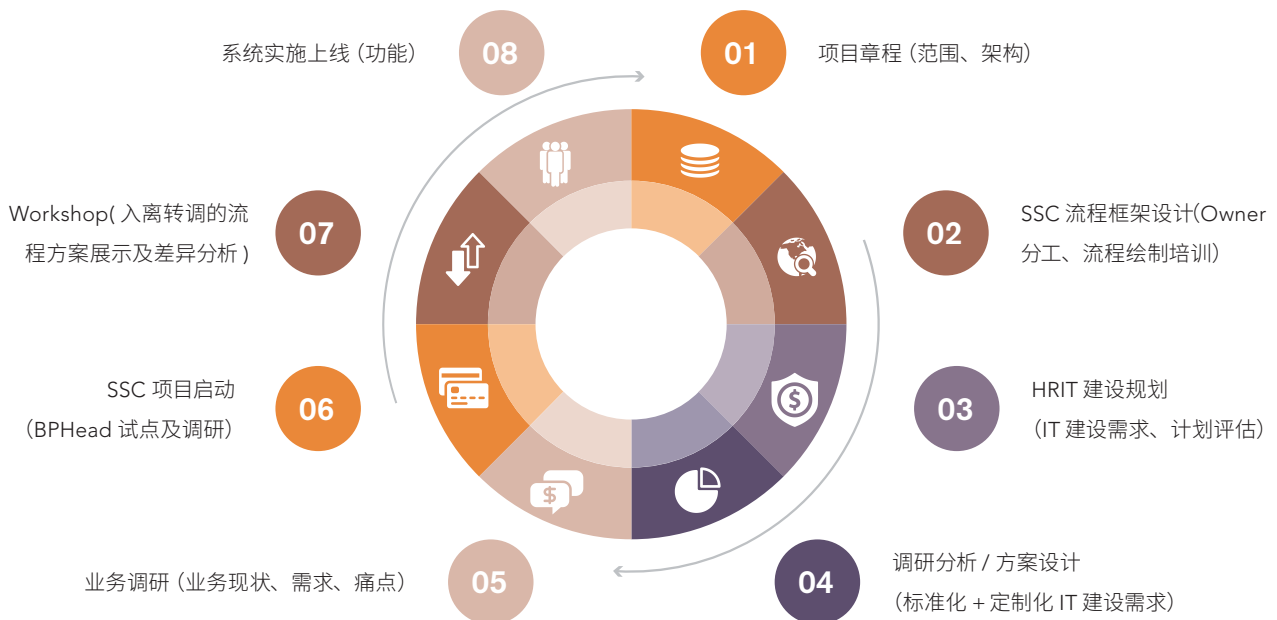 01
项目章程（范围、架构）
02
SSC 流程框架设计(Owner
分工、流程绘制培训)
03
HRIT 建设规划
（IT 建设需求、计划评估）
04
调研分析 / 方案设计
（标准化 + 定制化 IT 建设需求）
05
业务调研（业务现状、需求、痛点）
06
SSC 项目启动
（BPHead 试点及调研）
07
Workshop( 入离转调的流
程方案展示及差异分析 )
08
系统实施上线（功能）
$
$